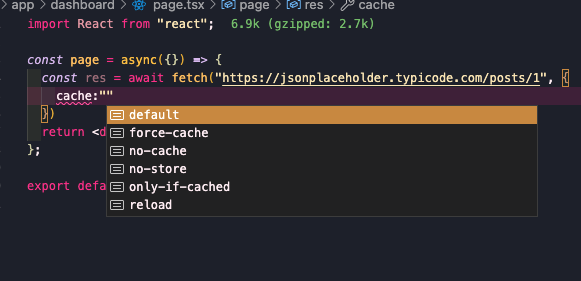 app > dashboard > page.tsx > page > res > cache
import React from "react"; 6.9k (gzipped: 2.7k)
const page = async({}) => {
const res = await fetch("https://jsonplaceholder.typicode.com/posts/1", {
cache:""
default
})
force-cache
return <d
no-cache
};
no-store
only-if-cached
export defa
reload